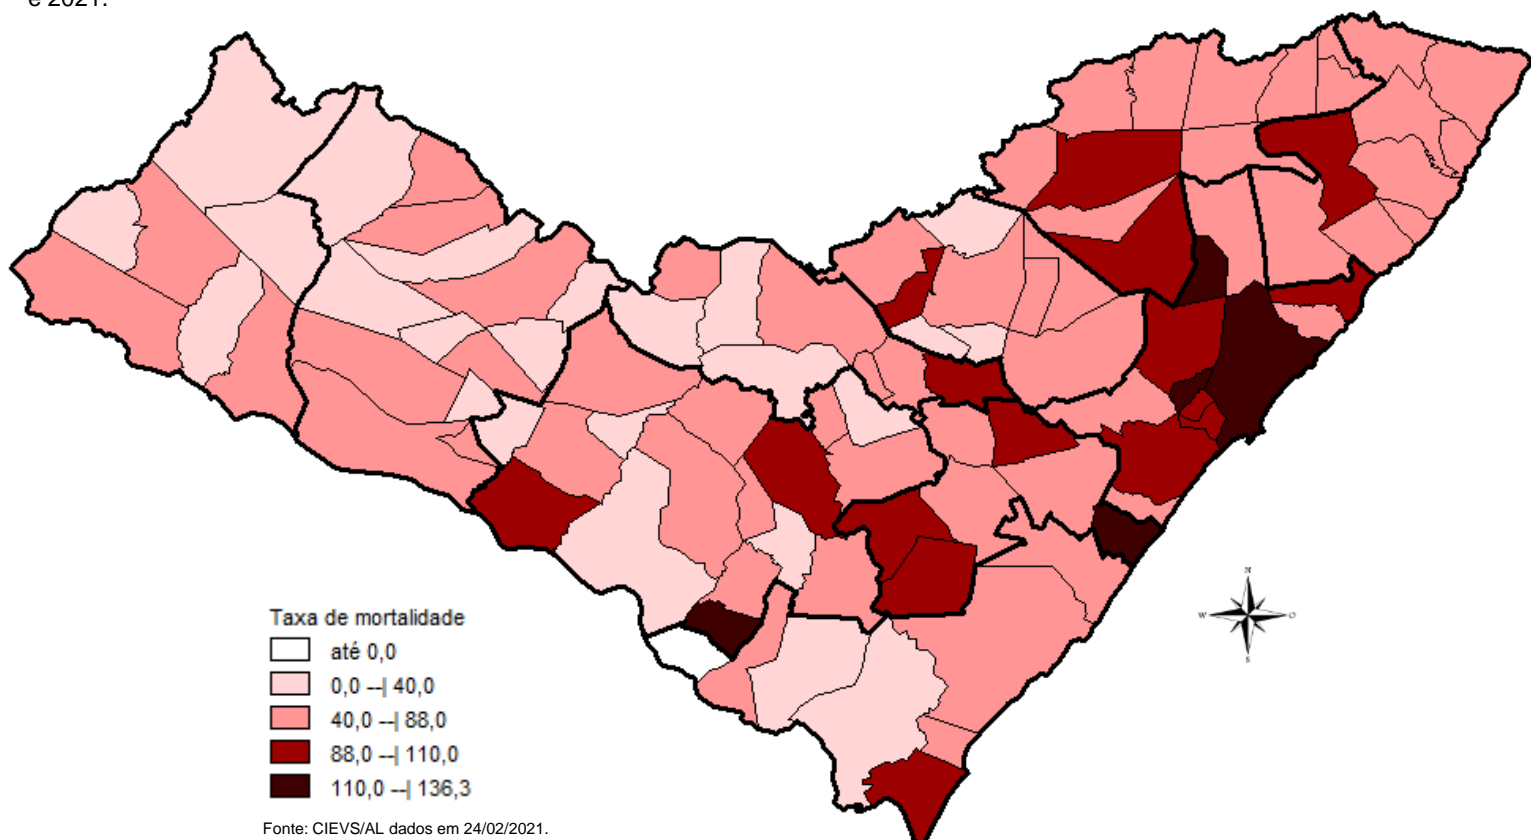 e 2021.
N
W
O
S
Taxa de mortalidade
até 0,0
0,0 --| 40,0
40,0 --| 88,0
88,0 --| 110,0
110,0 --| 136,3
Fonte: CIEVS/AL dados em 24/02/2021.